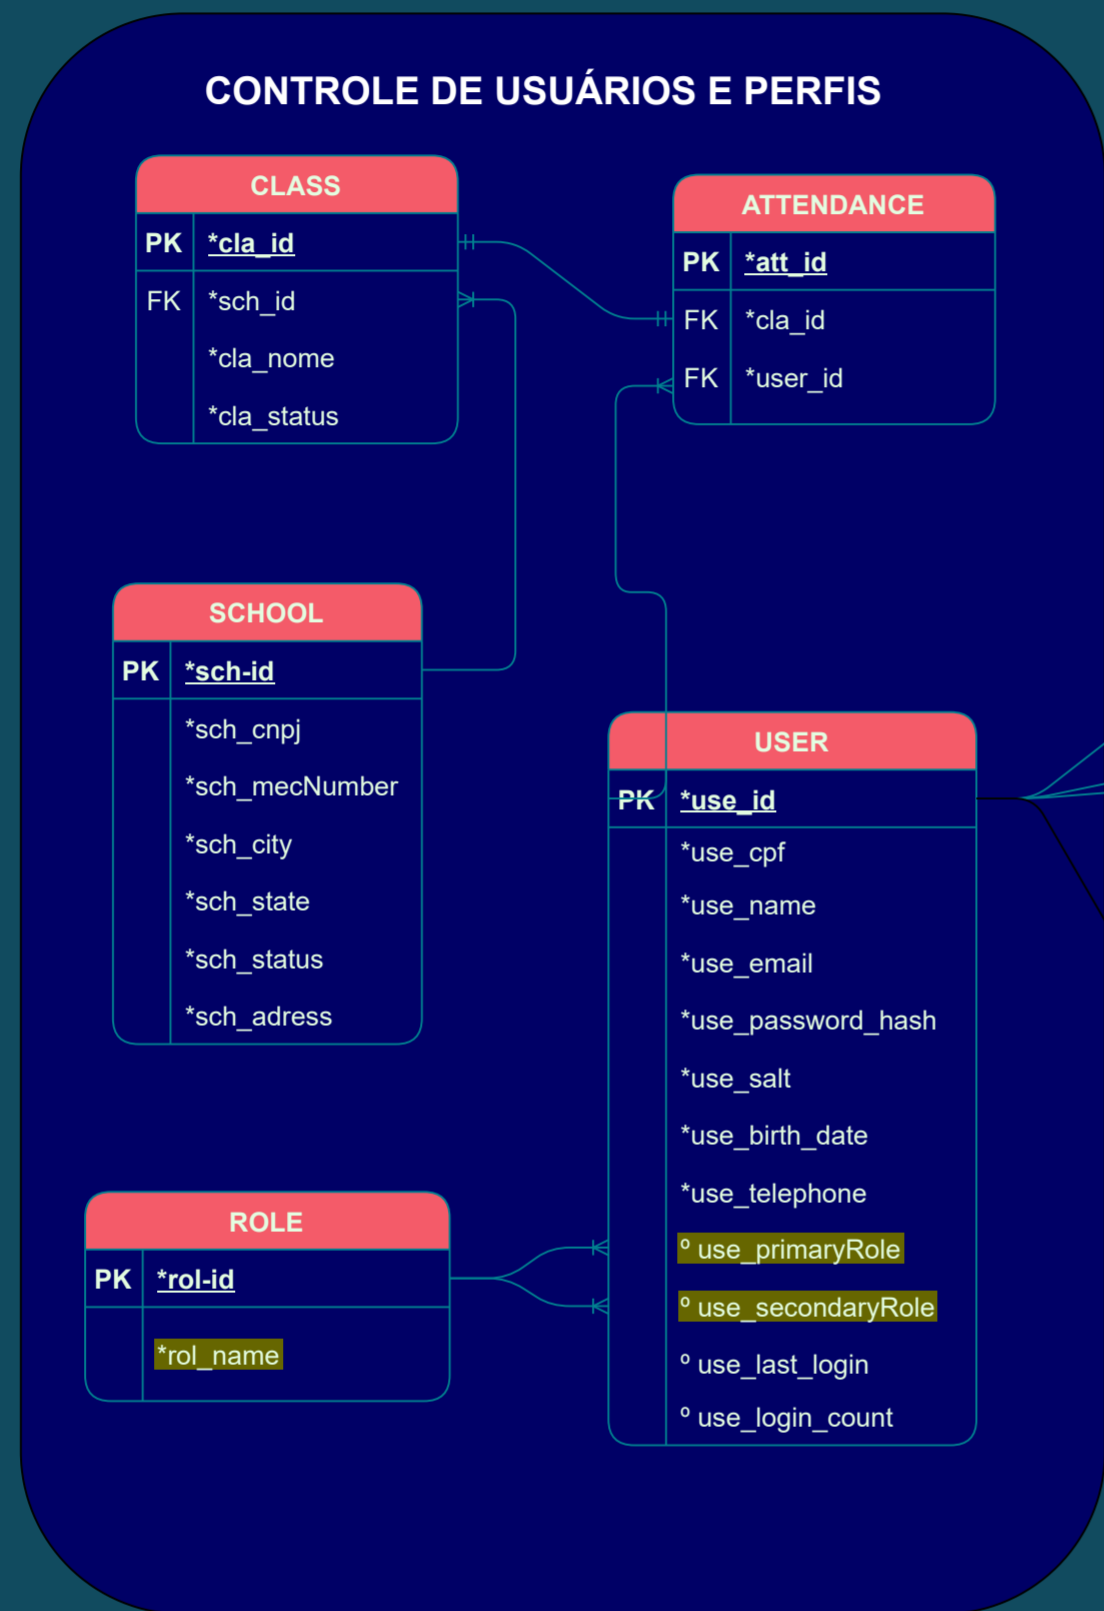 CONTROLE DE USUÁRIOS E PERFIS
CLASS
PK *cla_id
FK *sch_id
*cla_nome
*cla_status
ATTENDANCE
PK *att_id
FK *cla_id
FK *user_id
SCHOOL
PK *sch-id
*sch_cnpj
*sch_mecNumber
*sch_city
*sch_state
*sch_status
*sch_adress
USER
PK *use_id
*use_cpf
*use_name
*use_email
*use_password_hash
*use_salt
*use_birth_date
*use_telephone
º use_primaryRole
º use_secondaryRole
º use_last_login
º use_login_count
ROLE
PK *rol-id
*rol_name